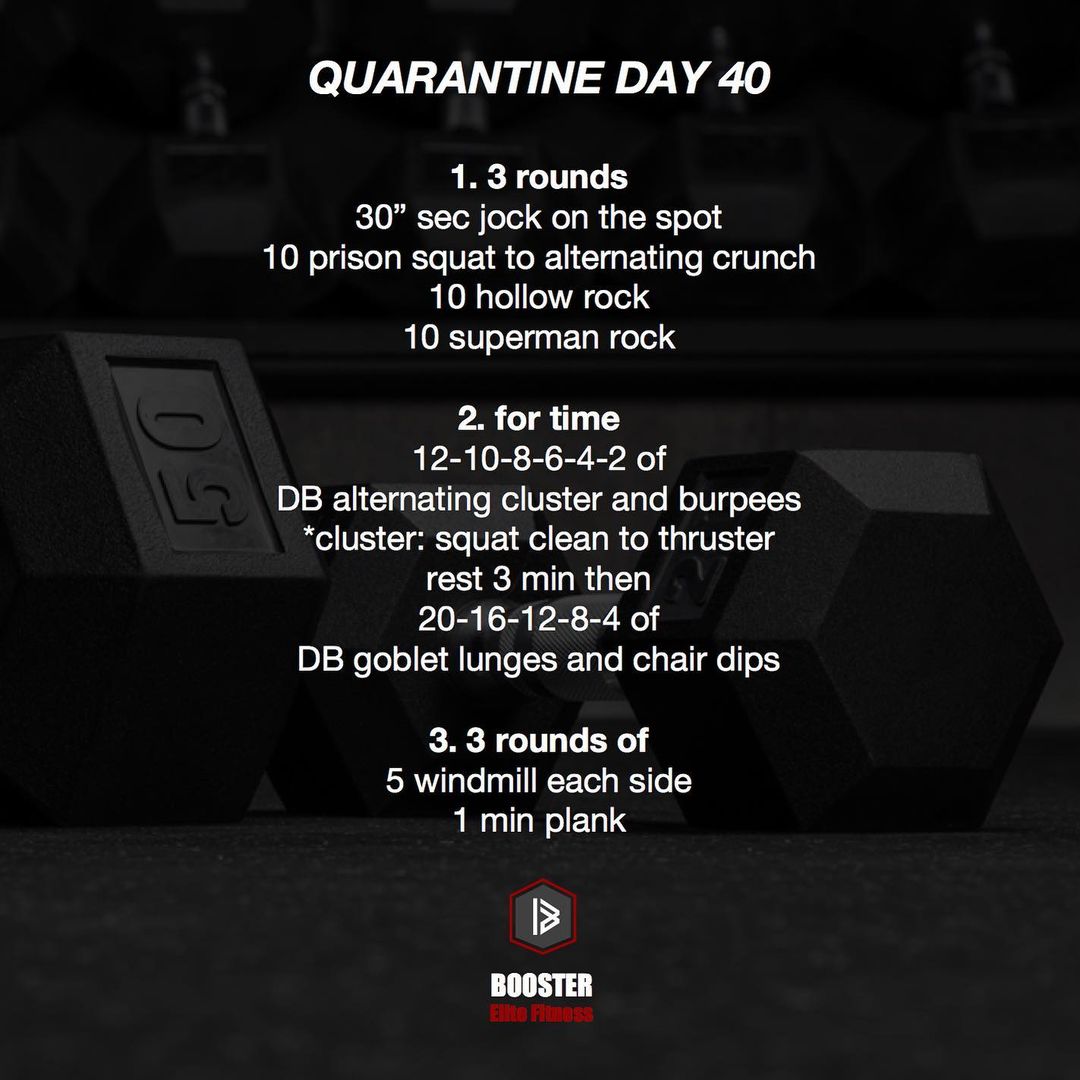 QUARANTINE DAY 40
1. 3 rounds
30” sec jock on the spot
10 prison squat to alternating crunch
10 hollow rock
10 superman rock
50
2. for time
12-10-8-6-4-2 of
DB alternating cluster and burpees
*cluster: squat clean to thruster
rest 3 min then
20-16-12-8-4 of
DB goblet lunges and chair dips
3. 3 rounds of
5 windmill each side
1 min plank
BOOSTER
Elite Fitness